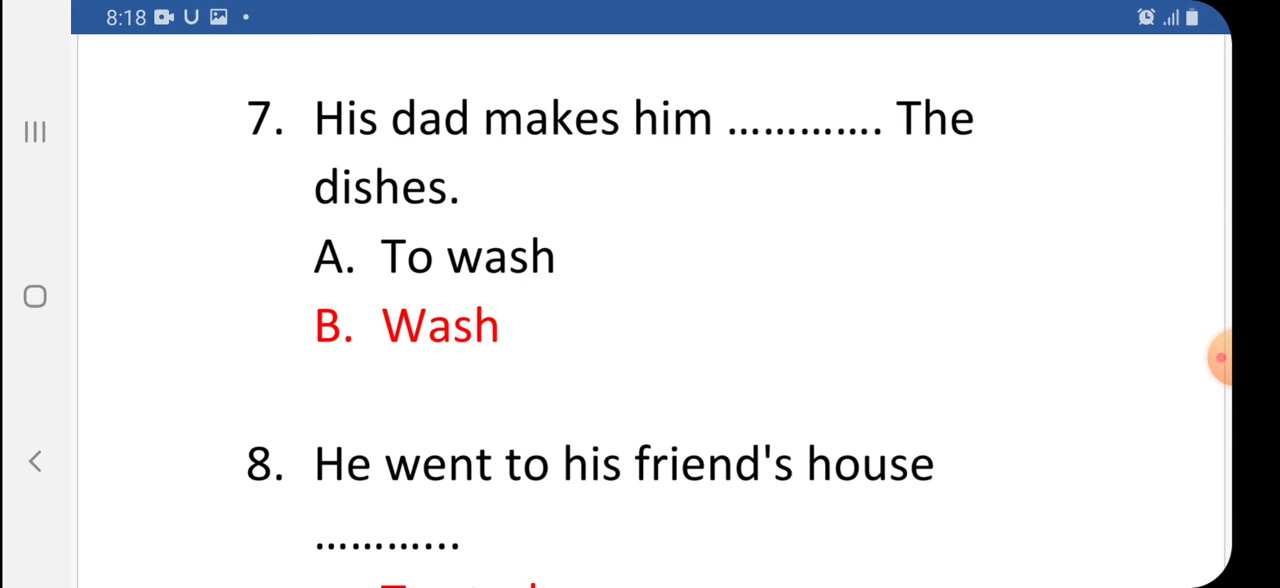 8:18
7. His dad makes him ............. The
dishes.
A. To wash
B. Wash
8. He went to his friend's house
............